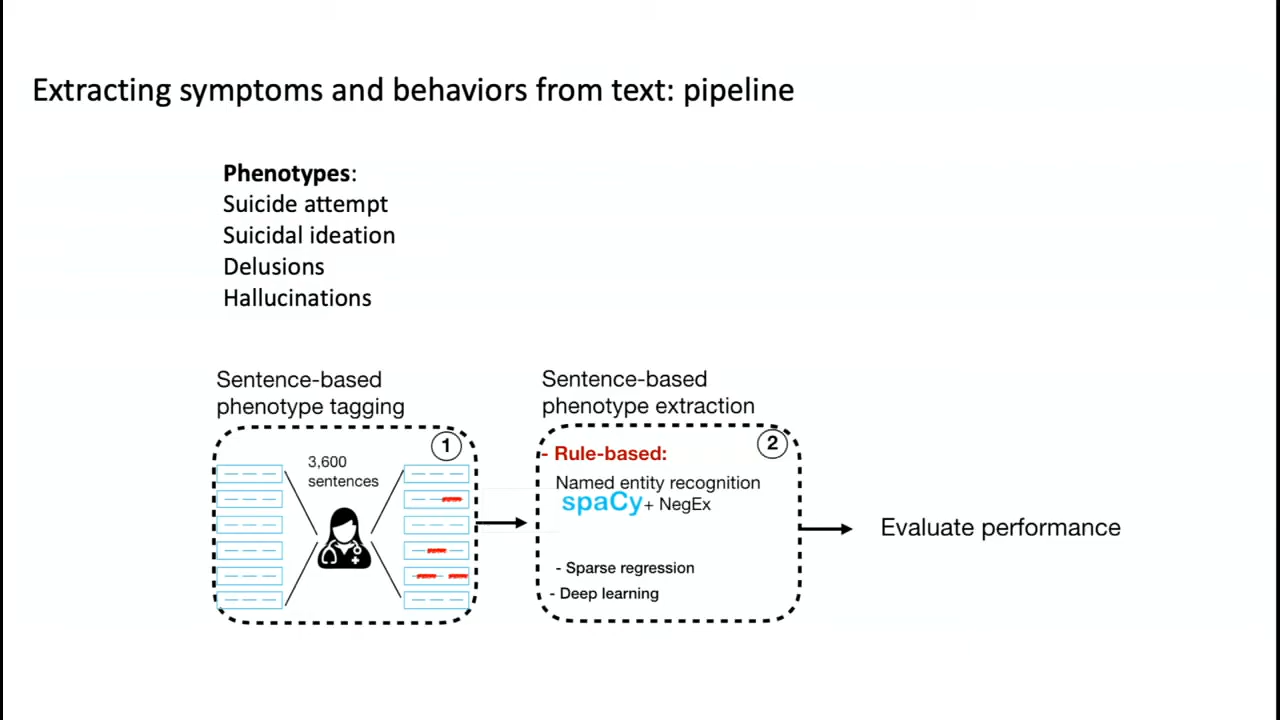 Extracting symptoms and behaviors from text: pipeline
Phenotypes:
Suicide attempt
Suicidal ideation
Delusions
Hallucinations
Sentence-based
phenotype tagging
1
3,600
sentences
Sentence-based
phenotype extraction
2
- Rule-based:
Named entity recognition
spaCy + NegEx
- Sparse regression
- Deep learning
Evaluate performance